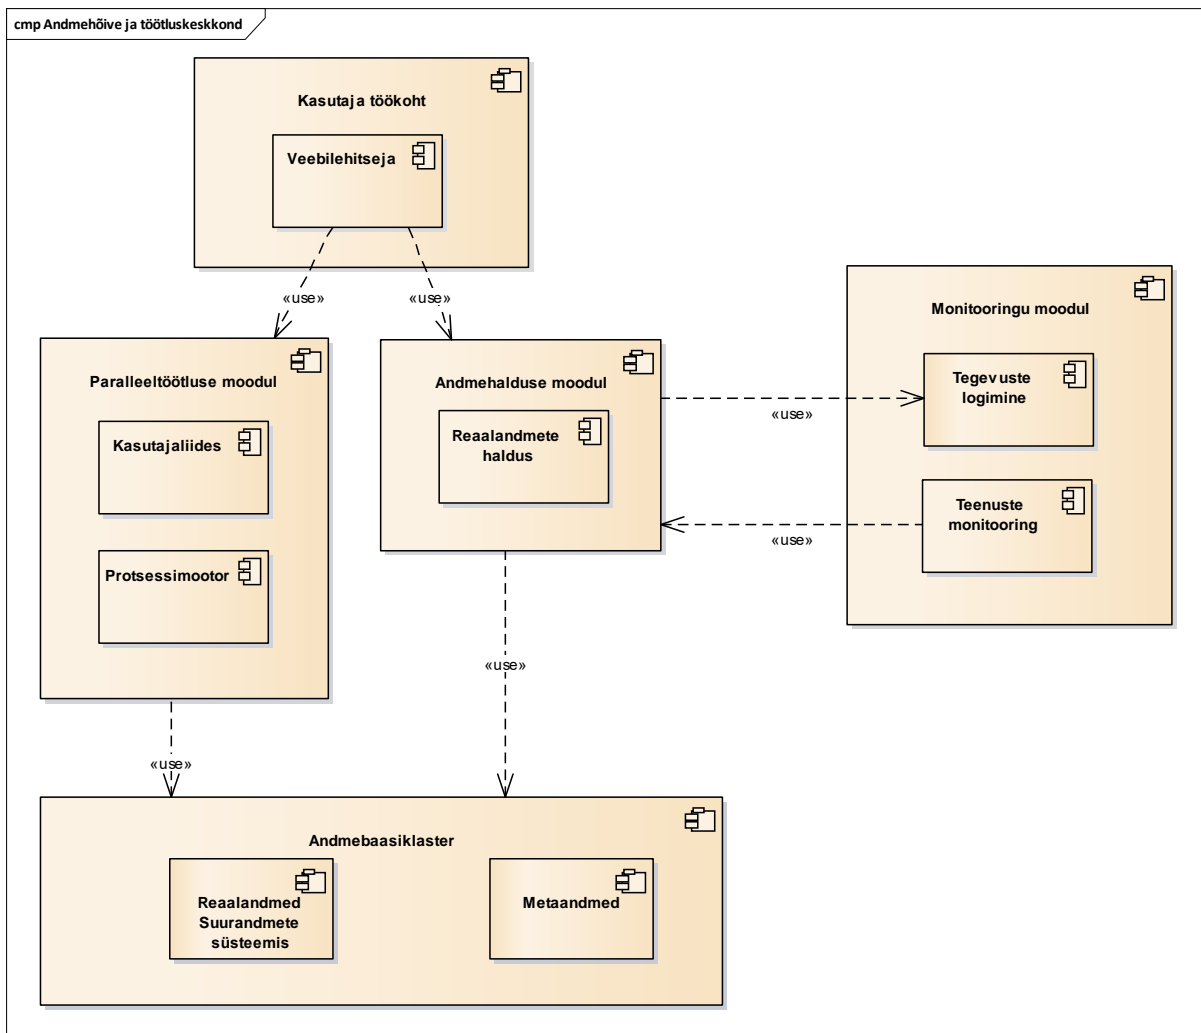 cmp Andmehõive ja töötluskeskkond
Kasutaja töökoht
Veebilehitseja
«use»
«use»
Monitooringu moodul
Paralleeltöötluse moodul
Andmehalduse moodul
Tegevuste
logimine
«use»
Kasutajaliides
Reaalandmete
haldus
Teenuste
monitooring
«use»
Protsessimootor
«use»
«use»
Andmebaasiklaster
Reaalandmed
Suurandmete
süsteemis
Metaandmed